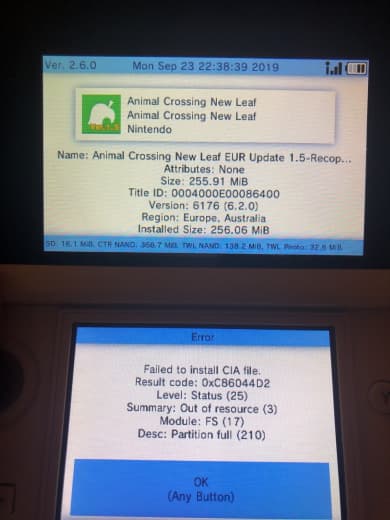 Ver. 2.6.0 Mon Sep 23 22:38:39 2019
Animal Crossing New Leaf
Animal Crossing New Leaf
Nintendo
Name: Animal Crossing New Leaf EUR Update 1.5-Recop...
Attributes: None
Size: 255.91 MiB
Title ID: 0004000E00086400
Version: 6176 (6.2.0)
Region: Europe, Australia
Installed Size: 256.06 MiB
SD: 16.1 MiB, CTR NAND: 368.7 MiB, TWL NAND: 138.2 MiB, TWL Photo: 32.6 MiB
Error
Failed to install CIA file.
Result code: 0xC86044D2
Level: Status (25)
Summary: Out of resource (3)
Module: FS (17)
Desc: Partition full (210)
OK
(Any Button)
Y